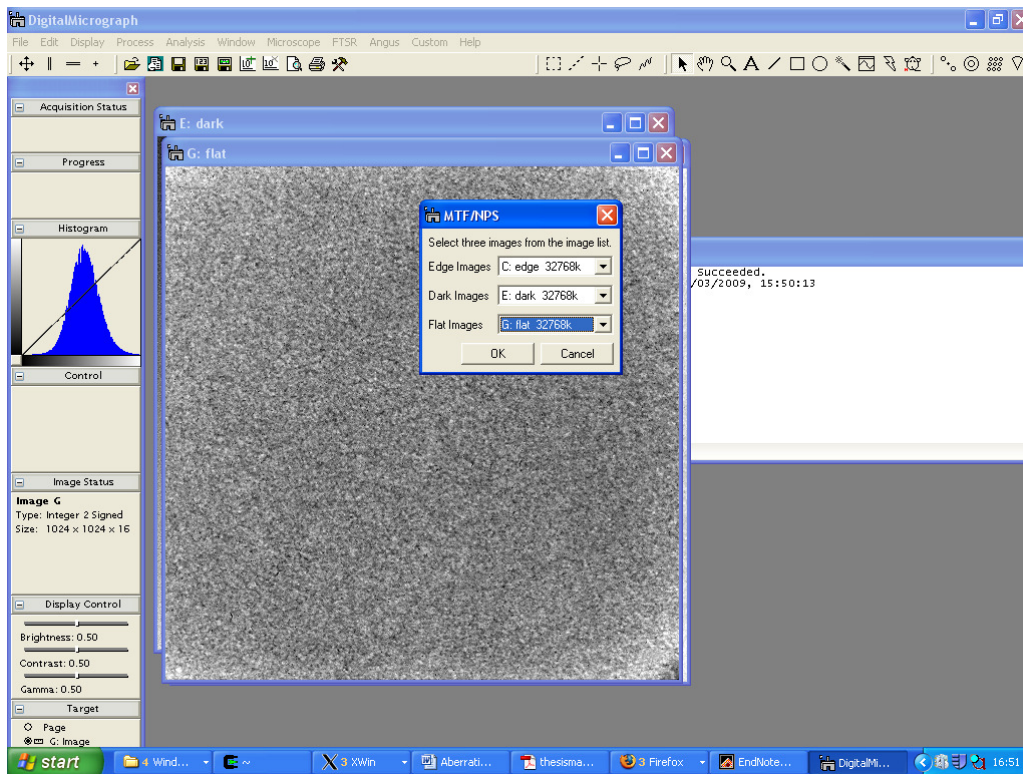 DigitalMicrograph
File Edit Display Process Analysis Window Microscope FTSR Angus Custom Help
Acquisition Status
Progress
Histogram
Control
Image Status
Image G
Type: Integer 2 Signed
Size: 1024 x 1024 x 16
Display Control
Brightness: 0.50
Contrast: 0.50
Gamma: 0.50
Target
Page
G: Image
E: dark
G: flat
MTF/NPS
Select three images from the image list.
Edge Images C: edge 32768k
Dark Images E: dark 32768k
Flat Images G: flat 32768k
OK Cancel
Succeeded.
/03/2009, 15:50:13
start 4 Wind... ~ 3 XWin Aberrati... thesisma... 3 Firefox EndNote... DigitalMi... 16:51